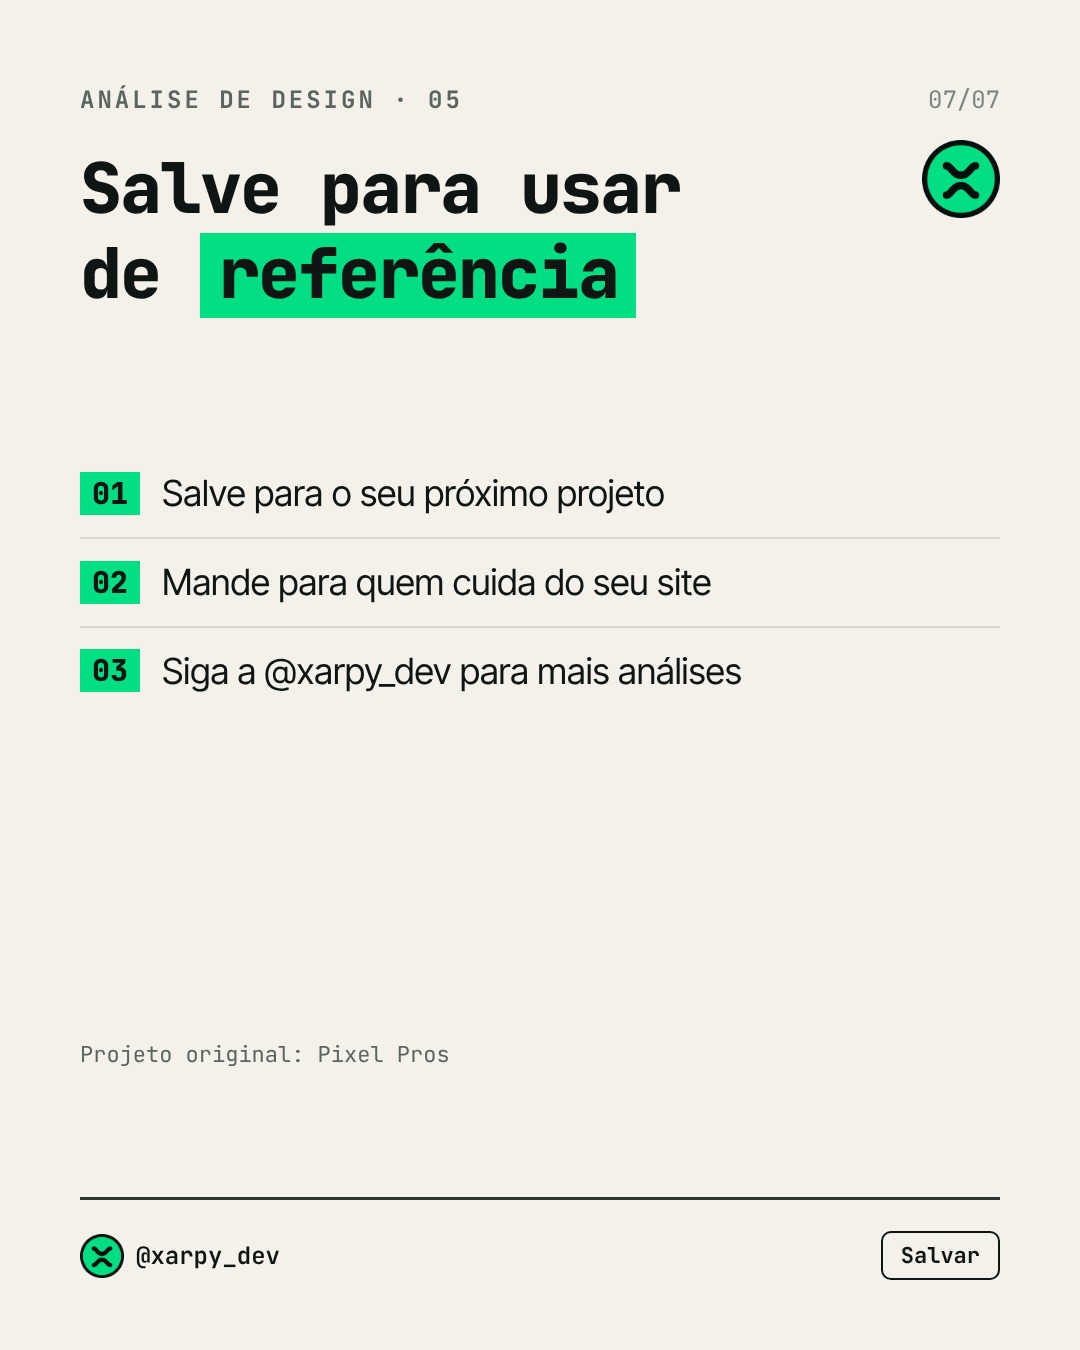 ANÁLISE DE DESIGN · 05
07/07
Salve para usar
de referência
01 Salve para o seu próximo projeto
02 Mande para quem cuida do seu site
03 Siga a @xarpy_dev para mais análises
Projeto original: Pixel Pros
@xarpy_dev
Salvar